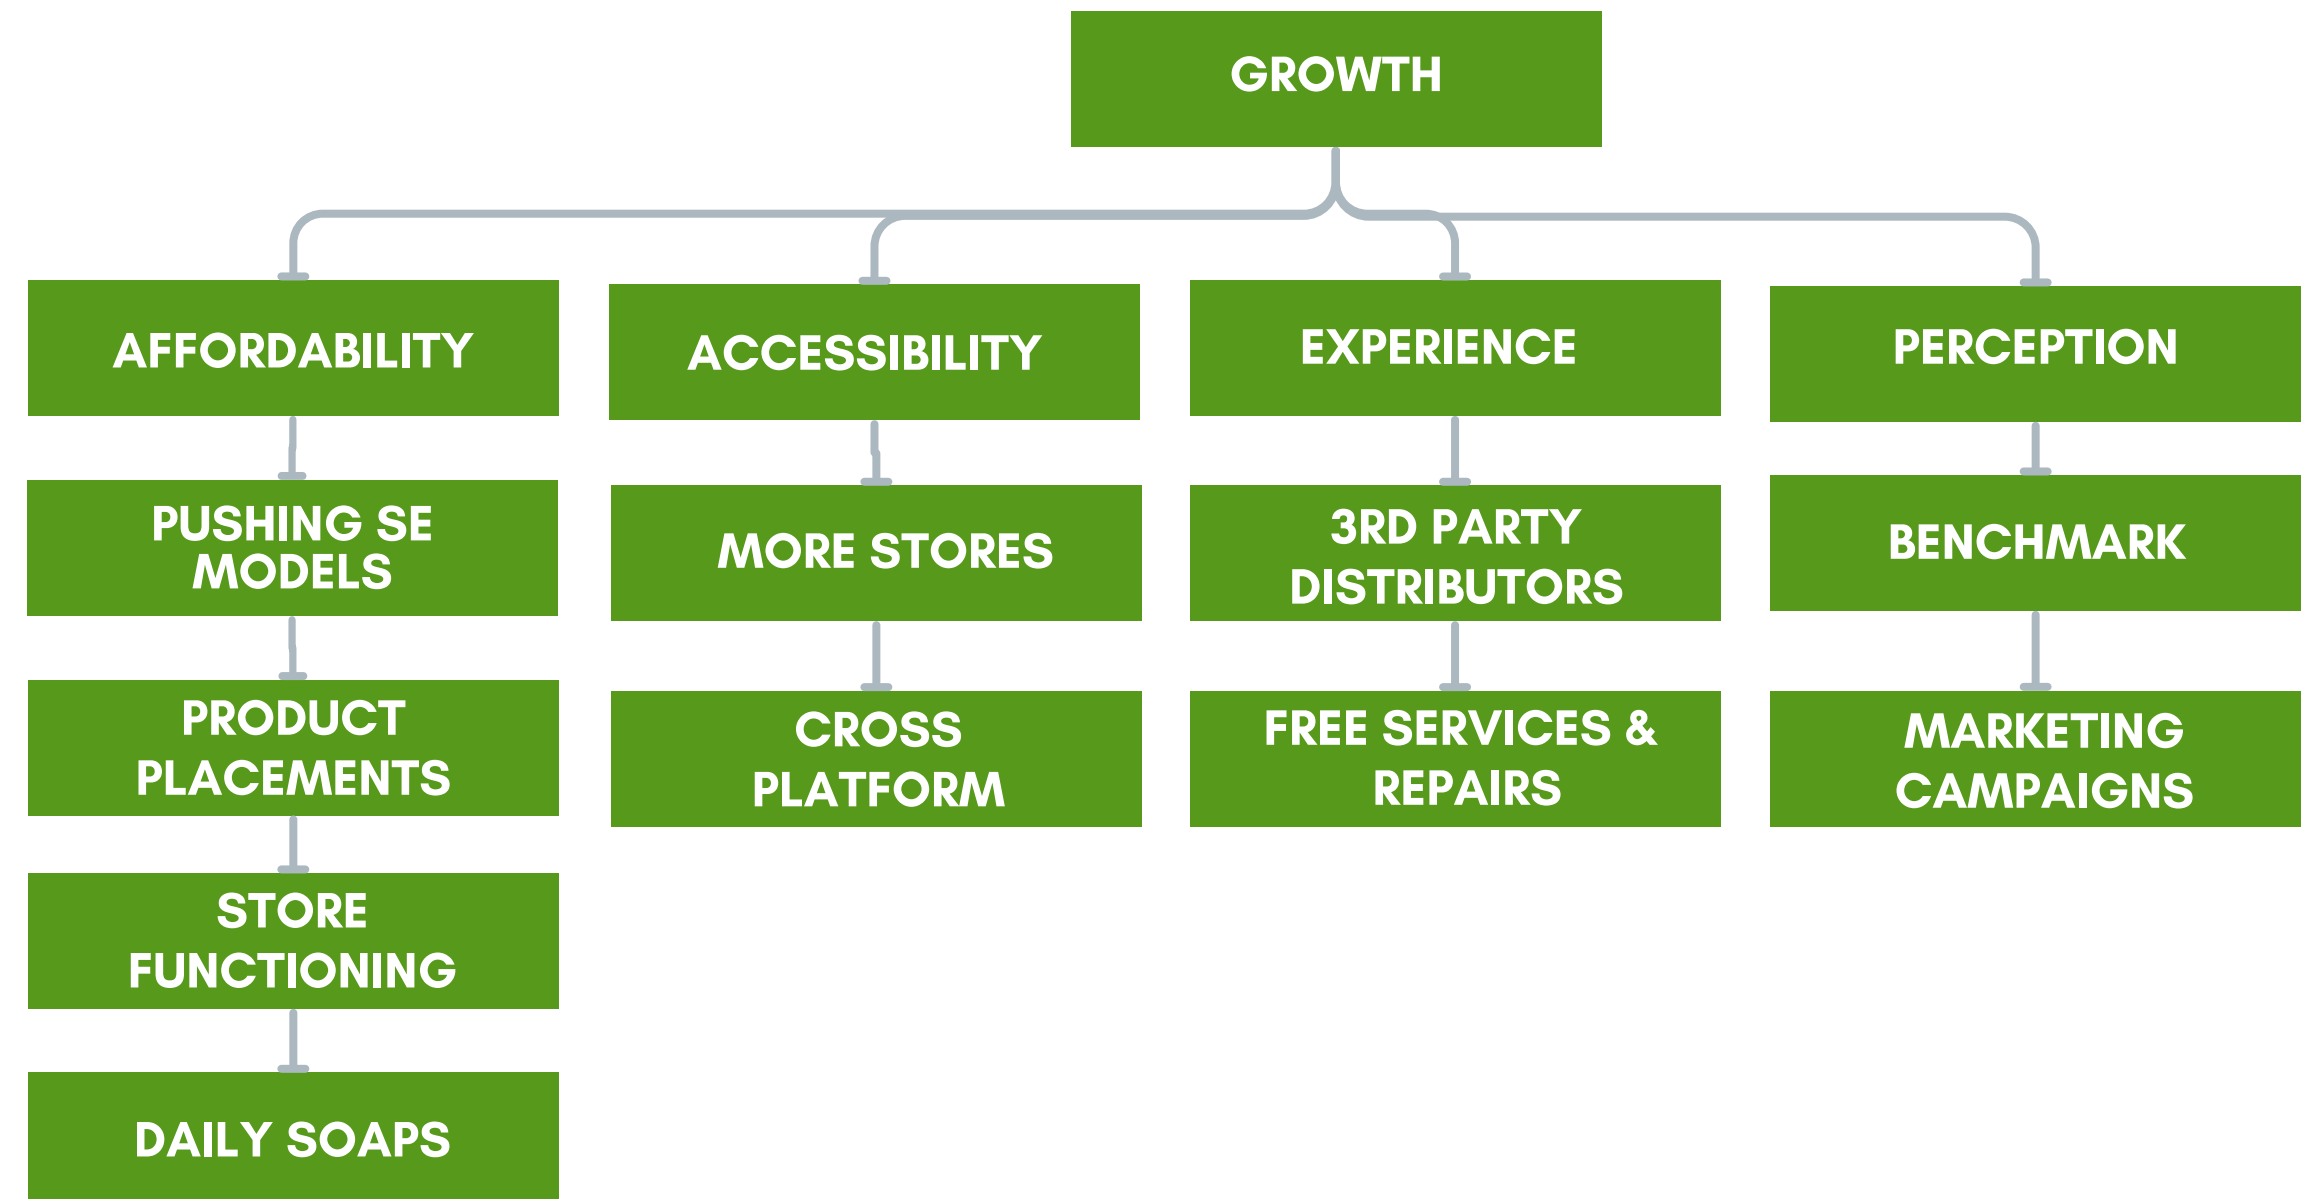 GROWTH
AFFORDABILITY
PUSHING SE
MODELS
PRODUCT
PLACEMENTS
STORE
FUNCTIONING
DAILY SOAPS
ACCESSIBILITY
MORE STORES
CROSS
PLATFORM
EXPERIENCE
3RD PARTY
DISTRIBUTORS
FREE SERVICES &
REPAIRS
PERCEPTION
BENCHMARK
MARKETING
CAMPAIGNS